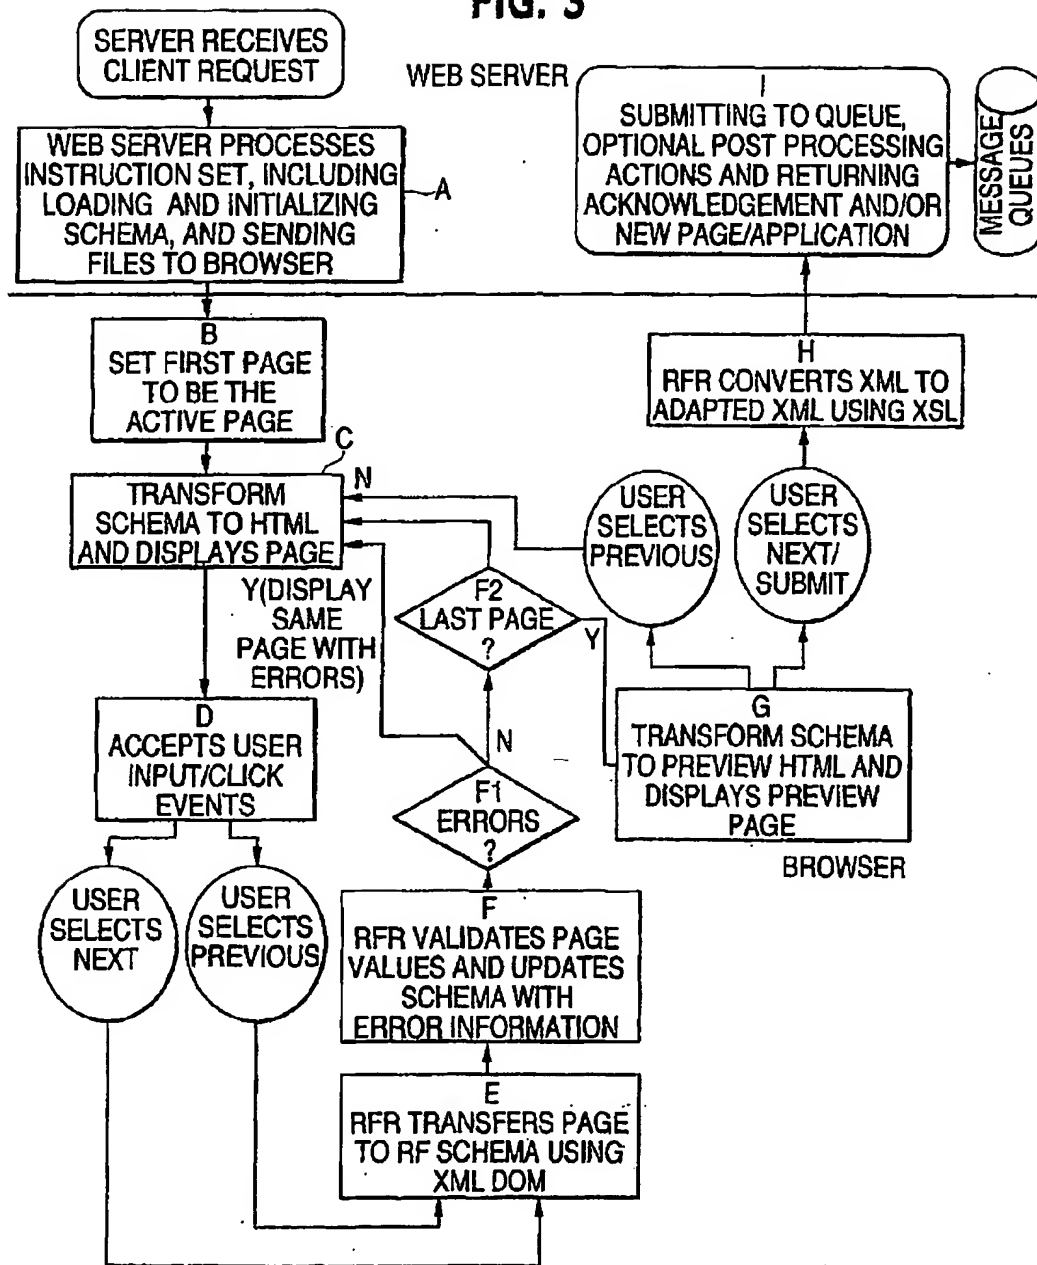 FIG. 3
SERVER RECEIVES
CLIENT REQUEST
WEB SERVER PROCESSES
INSTRUCTION SET, INCLUDING
LOADING AND INITIALIZING
SCHEMA, AND SENDING
FILES TO BROWSER
A
WEB SERVER
I
SUBMITTING TO QUEUE,
OPTIONAL POST PROCESSING
ACTIONS AND RETURNING
ACKNOWLEDGEMENT AND/OR
NEW PAGE/APPLICATION
MESSAGE
QUEUES
B
SET FIRST PAGE
TO BE THE
ACTIVE PAGE
H
RFR CONVERTS XML TO
ADAPTED XML USING XSL
C
TRANSFORM
SCHEMA TO HTML
AND DISPLAYS PAGE
N
USER
SELECTS
PREVIOUS
USER
SELECTS
NEXT/
SUBMIT
Y(DISPLAY
SAME
PAGE WITH
ERRORS)
F2
LAST PAGE
?
Y
D
ACCEPTS USER
INPUT/CLICK
EVENTS
N
G
TRANSFORM SCHEMA
TO PREVIEW HTML AND
DISPLAYS PREVIEW
PAGE
F1
ERRORS
?
BROWSER
USER
SELECTS
NEXT
USER
SELECTS
PREVIOUS
F
RFR VALIDATES PAGE
VALUES AND UPDATES
SCHEMA WITH
ERROR INFORMATION
E
RFR TRANSFERS PAGE
TO RF SCHEMA USING
XML DOM